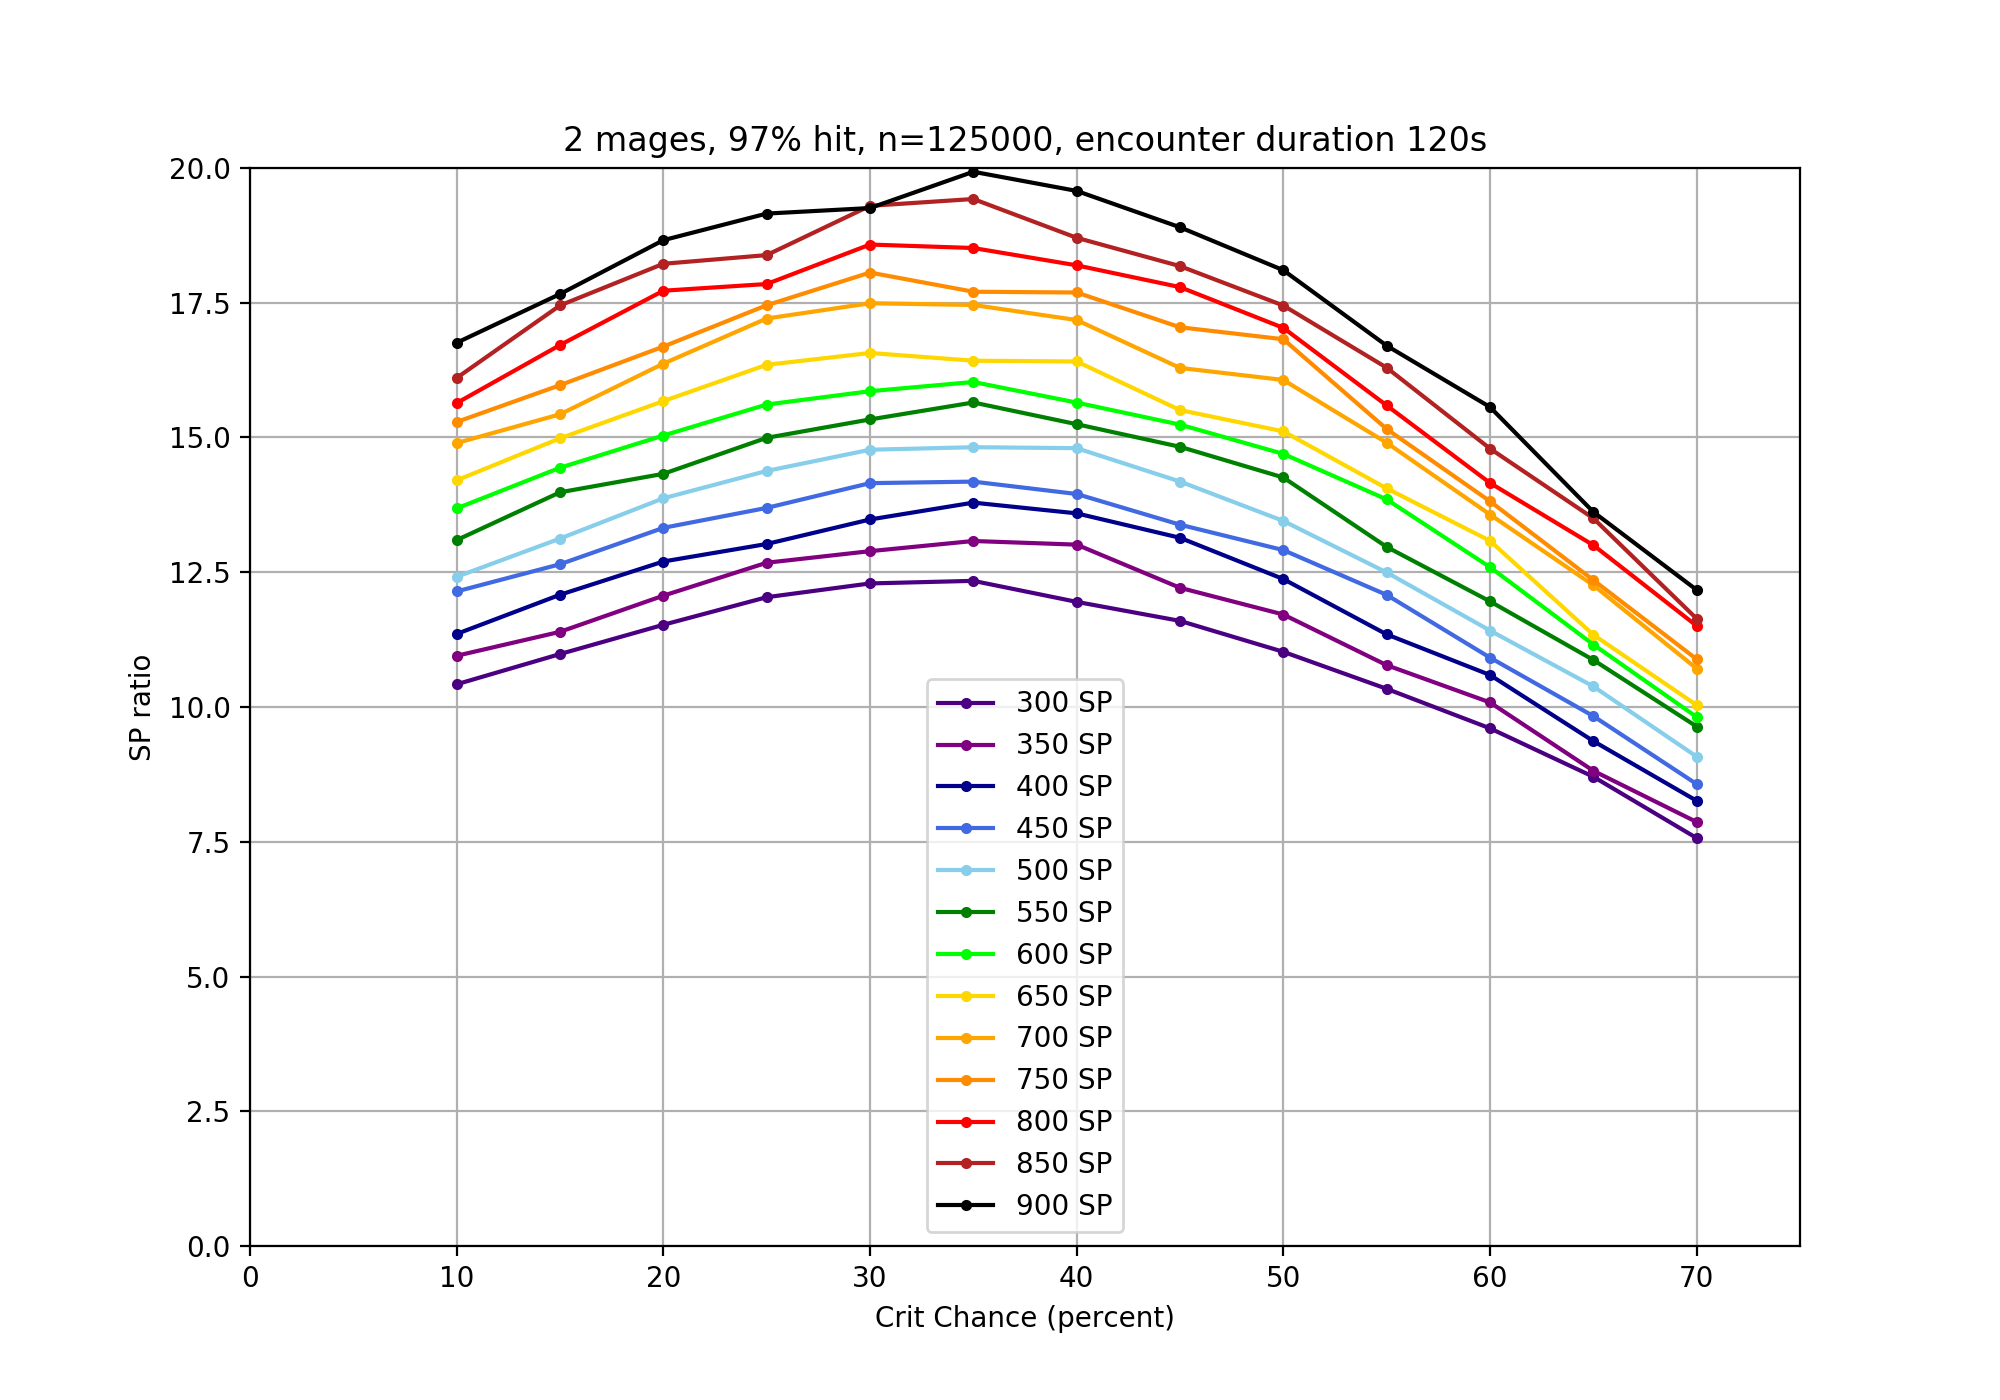 2 mages, 97% hit, n=125000, encounter duration 120s
20.0
17.5
15.0
12.5
10.0
7.5
5.0
2.5
0.0
SP ratio
300 SP
350 SP
400 SP
450 SP
500 SP
550 SP
600 SP
650 SP
700 SP
750 SP
800 SP
850 SP
900 SP
0 10 20 30 40 50 60 70
Crit Chance (percent)